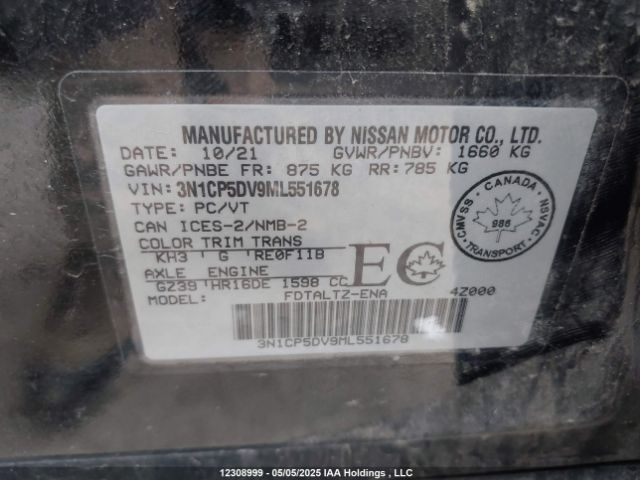 MANUFACTURED BY NISSAN MOTOR CO., LTD.
DATE: 10/21 GVWR/PNBV: 1660 KG
GAWR/PNBE FR: 875 KG RR: 785 KG
VIN: 3N1CP5DV9ML551678
TYPE: PC/VT
CAN ICES-2/NMB-2
COLOR TRIM TRANS
KH3 G RE0F11B
AXLE ENGINE
GZ39 HR16DE 1598 CC
MODEL: FDTALTZ-ENA 4Z000
EC
CANADA
CMVSS
986
NSVAC
TRANSPORT
3N1CP5DV9ML551678
12308999 - 05/05/2025 IAA Holdings , LLC